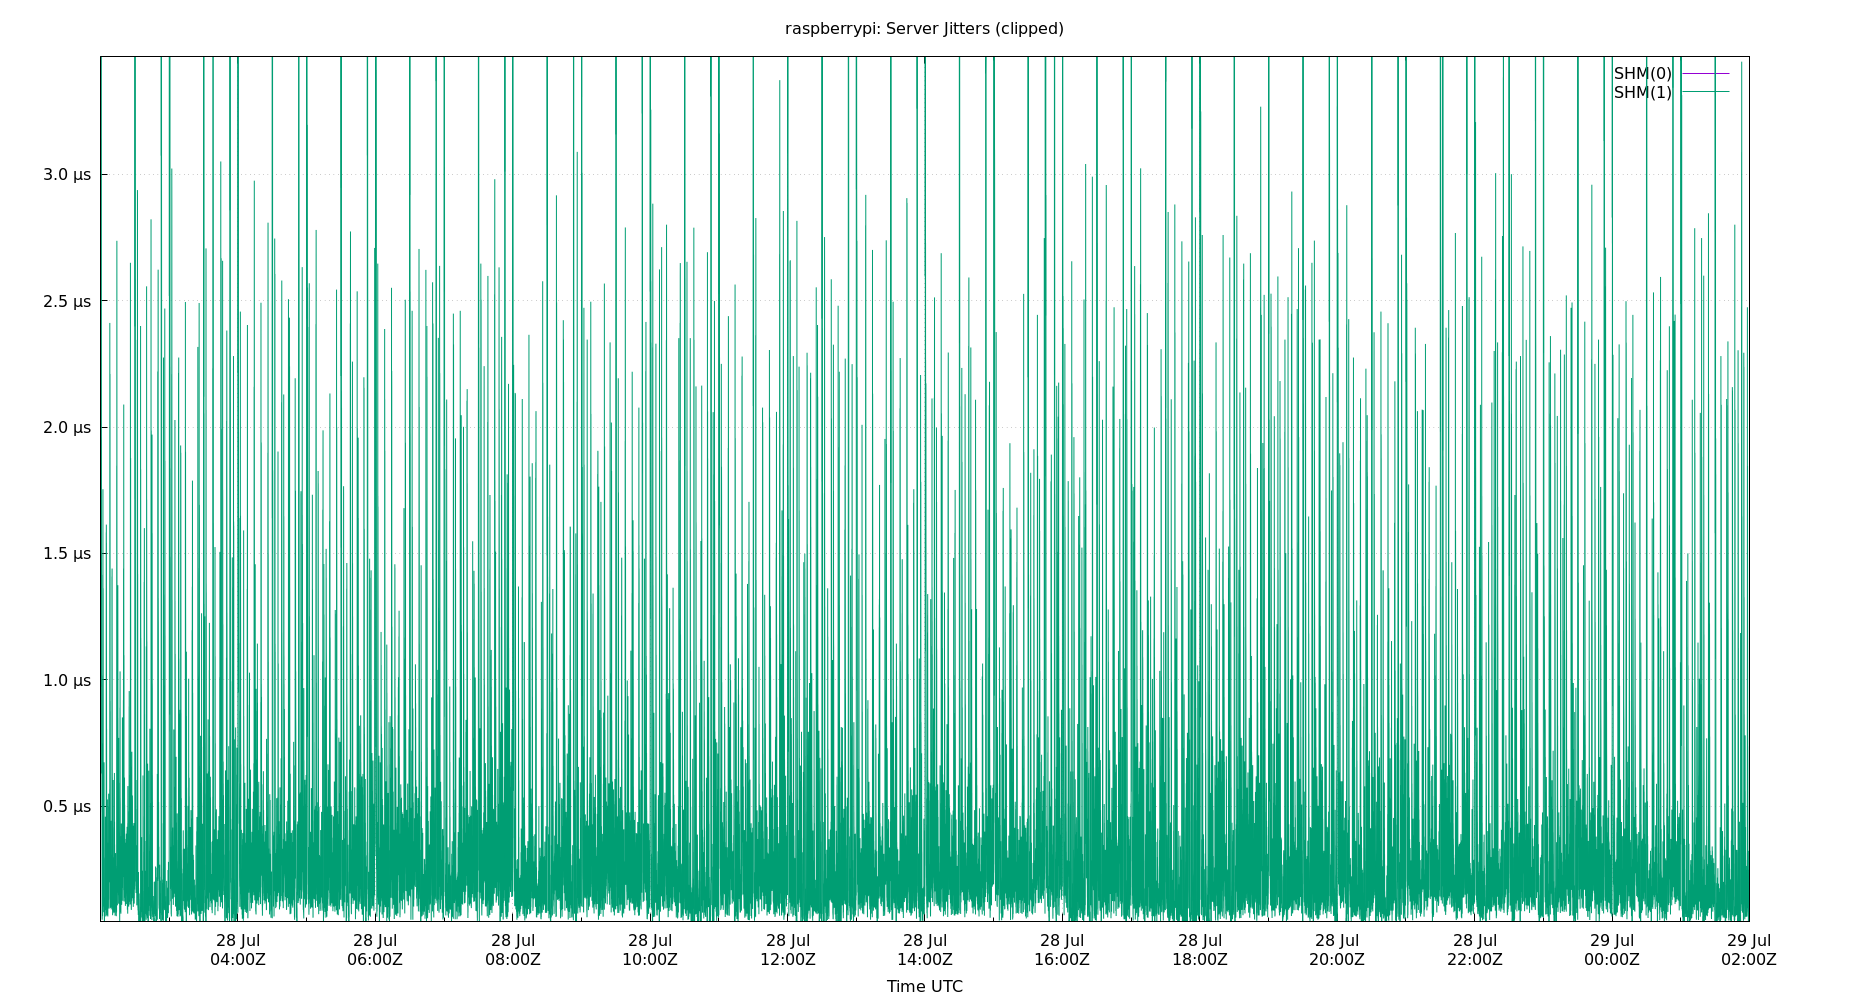 raspberrypi: Server Jitters (clipped)
SHM(0)
SHM(1)
3.0 µs
2.5 µs
2.0 µs
1.5 µs
1.0 µs
0.5 µs
28 Jul 28 Jul 28 Jul 28 Jul 28 Jul 28 Jul 28 Jul 28 Jul 28 Jul 28 Jul 29 Jul 29 Jul
04:00Z 06:00Z 08:00Z 10:00Z 12:00Z 14:00Z 16:00Z 18:00Z 20:00Z 22:00Z 00:00Z 02:00Z
Time UTC